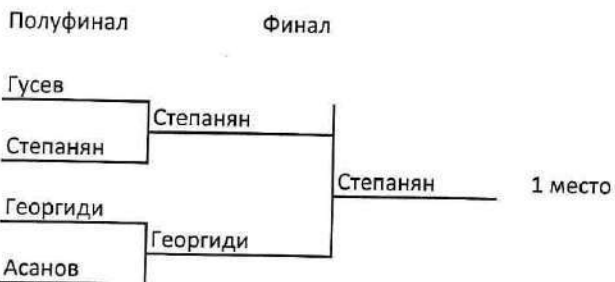 Полуфинал Финал
Гусев
Степанян
Степанян
Степанян 1 место
Георгиди
Георгиди
Асанов